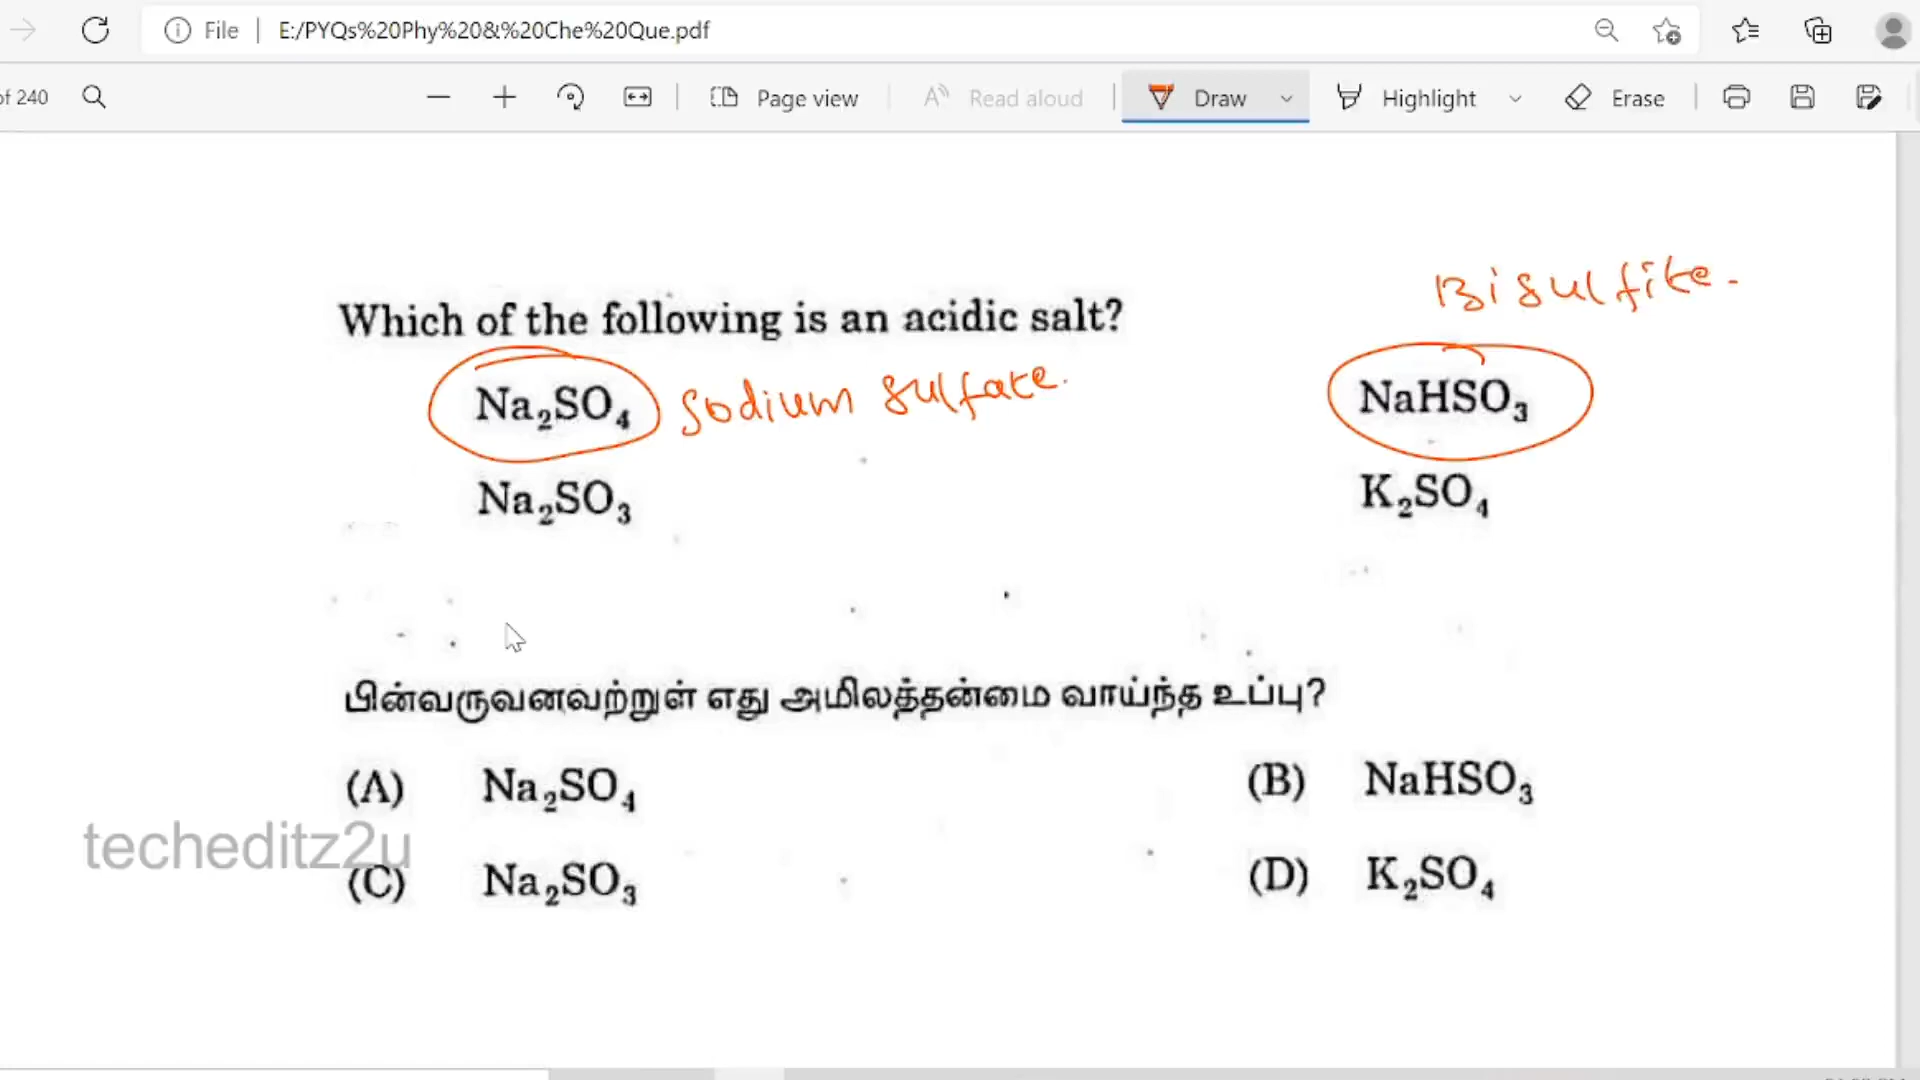 File E:/PYQs%20Phy%20&%20Che%20Que.pdf
of 240 Page view Read aloud Draw Highlight Erase
Bisulfite.
Which of the following is an acidic salt?
Na₂SO₄ Sodium sulfate. NaHSO₃
Na₂SO₃ K₂SO₄
பின்வருவனவற்றுள் எது அமிலத்தன்மை வாய்ந்த உப்பு?
(A) Na₂SO₄ (B) NaHSO₃
techeditz2u
(C) Na₂SO₃ (D) K₂SO₄